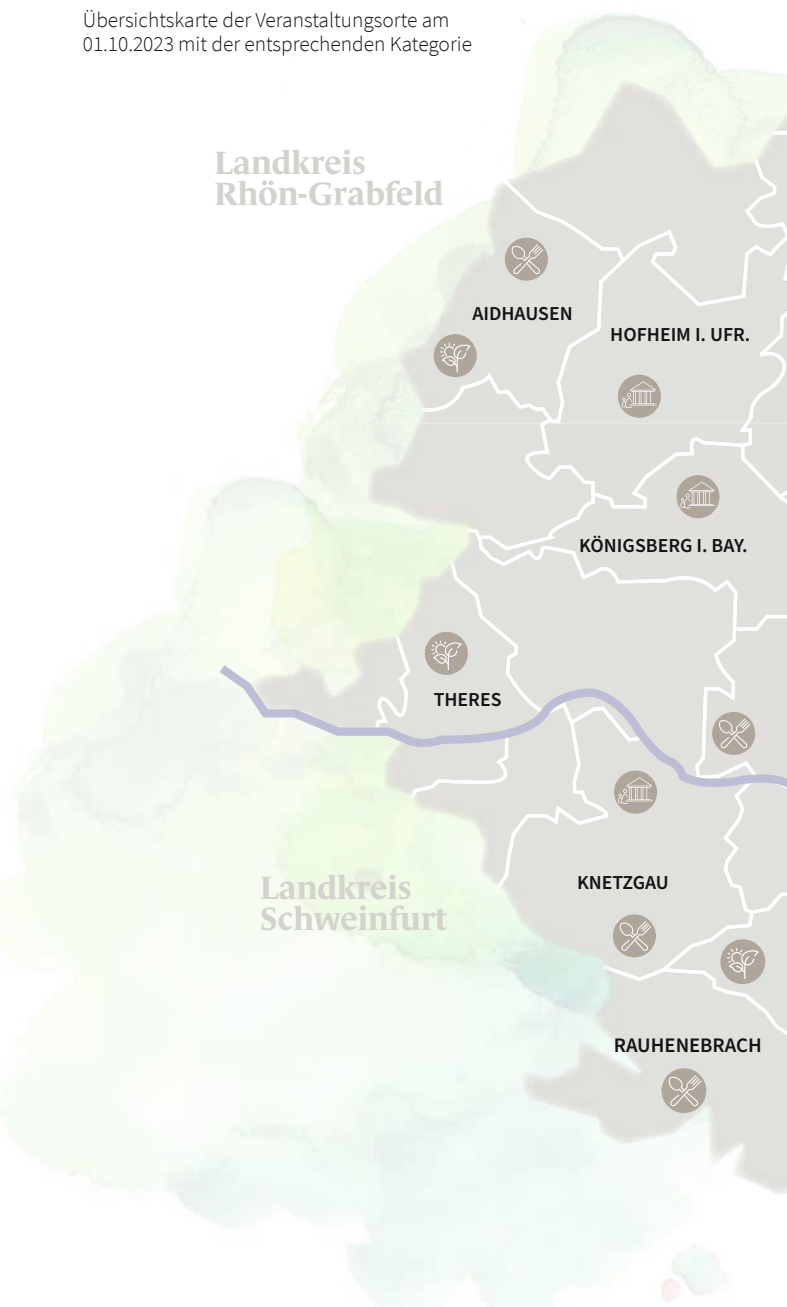 Übersichtskarte der Veranstaltungsorte am
01.10.2023 mit der entsprechenden Kategorie
Landkreis
Rhön-Grabfeld
AIDHAUSEN
HOFHEIM I. UFR.
KÖNIGSBERG I. BAY.
THERES
KNETZGAU
Landkreis
Schweinfurt
RAUHENEBRACH